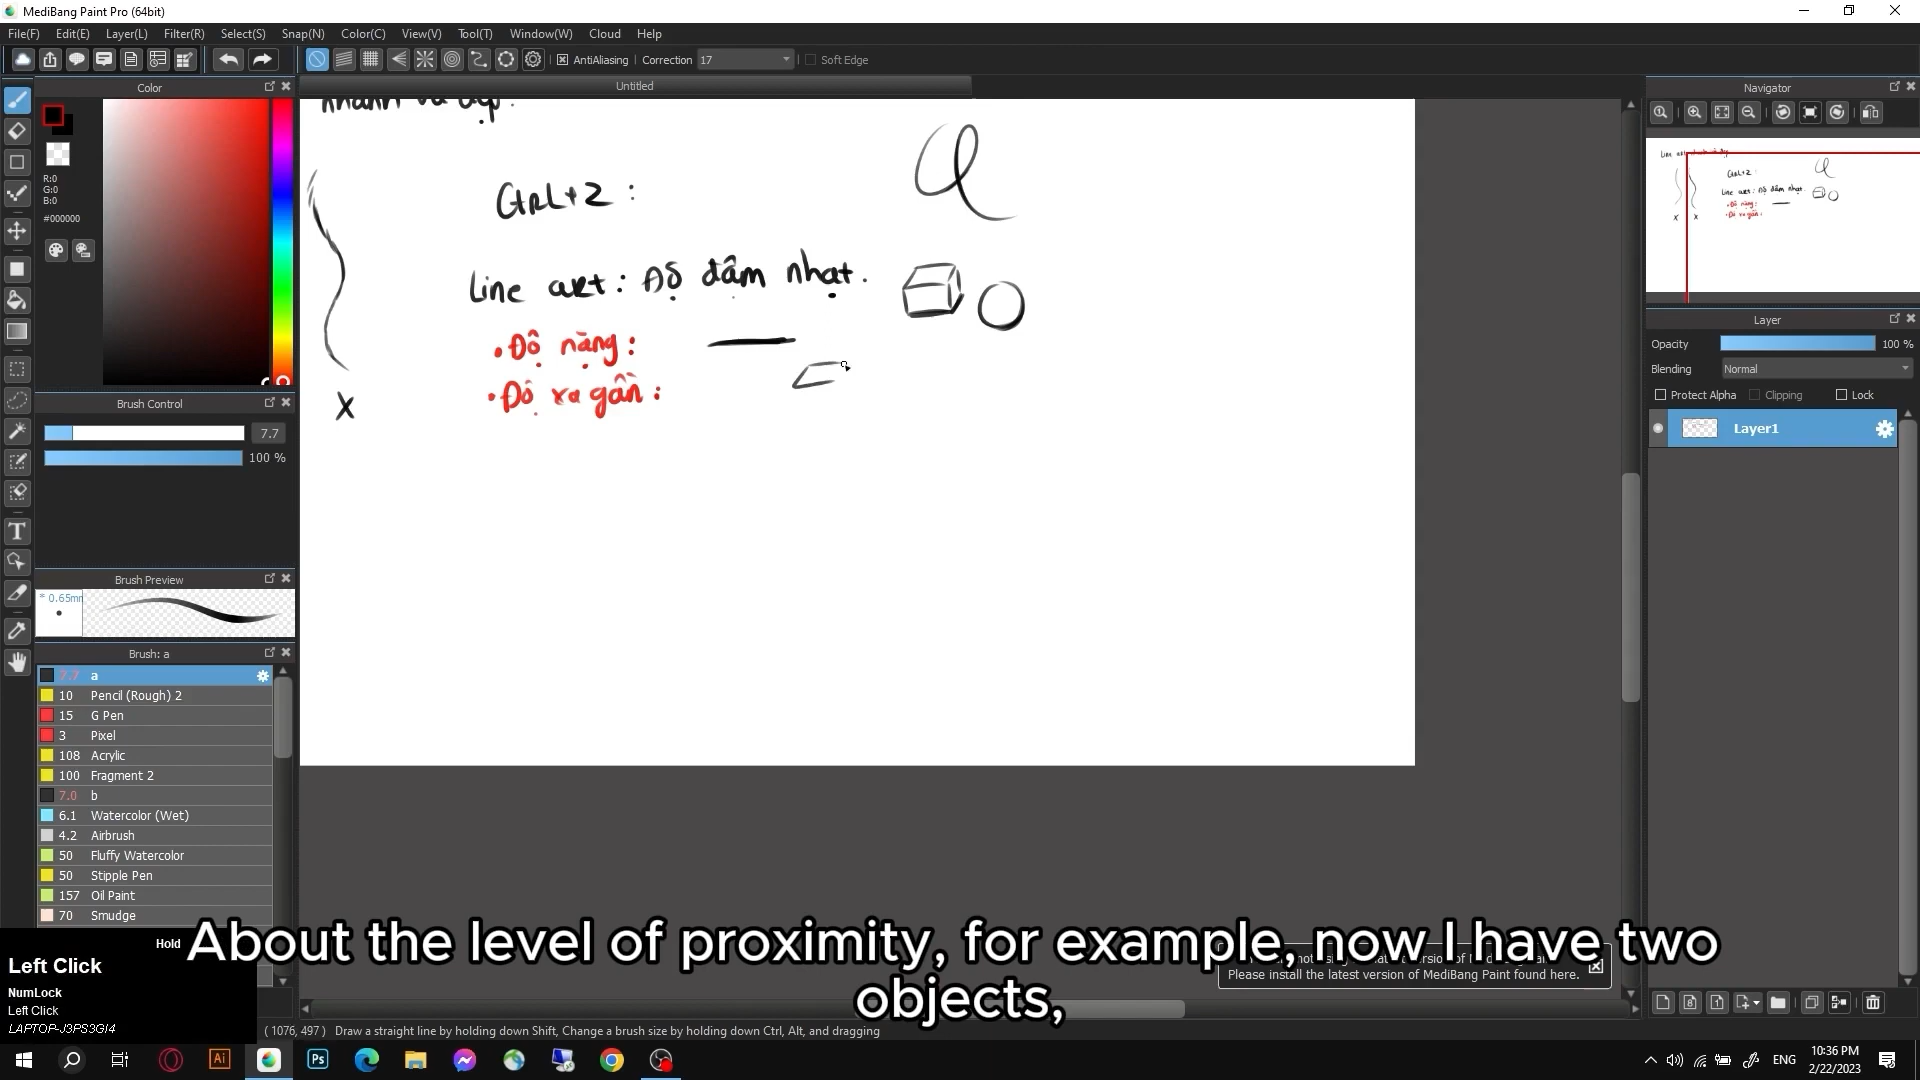 MediBang Paint Pro (64bit)
File(F) Edit(E) Layer(L) Filter(R) Select(S) Snap(N) Color(C) View(V) Tool(T) Window(W) Cloud Help
AntiAliasing Correction 17 Soft Edge
Color
Untitled
Navigator
R:0
G:0
B:0
#000000
Brush Control
7.7
100 %
Brush Preview
* 0.65mm
Brush: a
7.7 a
10 Pencil (Rough) 2
15 G Pen
3 Pixel
108 Acrylic
100 Fragment 2
7.0 b
6.1 Watercolor (Wet)
4.2 Airbrush
50 Fluffy Watercolor
50 Stipple Pen
157 Oil Paint
70 Smudge
nhanh và đẹp.
Ctrl+Z :
Line art : Độ đâm nhạt.
• Độ nặng :
• Độ xa gần :
X
Layer
Opacity 100 %
Blending Normal
Protect Alpha Clipping Lock
Layer1
About the level of proximity, for example, now I have two
objects,
Please install the latest version of MediBang Paint found here.
Hold
Left Click
NumLock
Left Click
LAPTOP-J3PS3GI4
( 1076, 497 ) Draw a straight line by holding down Shift, Change a brush size by holding down Ctrl, Alt, and dragging
ENG
10:36 PM
2/22/2023